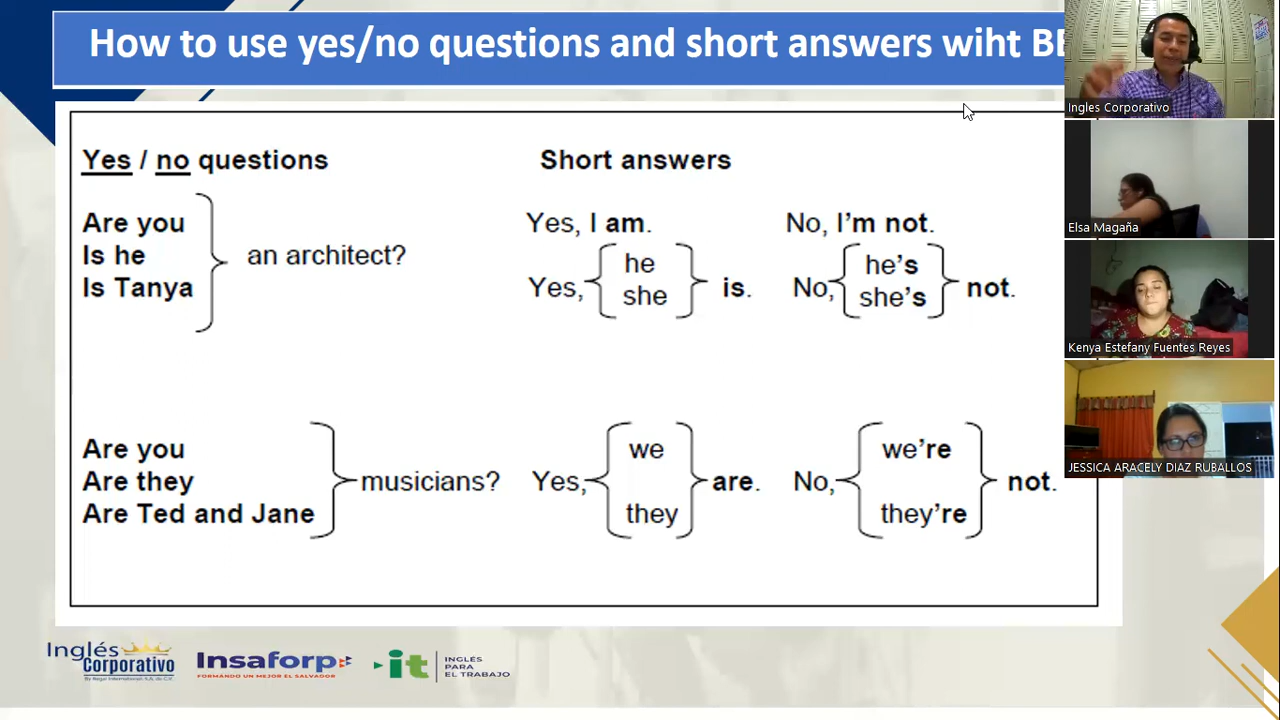 How to use yes/no questions and short answers wiht BE
Ingles Corporativo
Yes / no questions
Short answers
Are you
Is he
Is Tanya
an architect?
Yes, I am.
No, I'm not.
Yes,
he
she
is.
No,
he's
she's
not.
Elsa Magaña
Kenya Estefany Fuentes Reyes
Are you
Are they
Are Ted and Jane
musicians?
Yes,
we
they
are.
No,
we're
they're
not.
JESSICA ARACELY DIAZ RUBALLOS
Inglés
Corporativo
By Regal International S.A. de C.V.
Insaforp
FORMANDO UN MEJOR EL SALVADOR
it
INGLÉS
PARA
EL TRABAJO